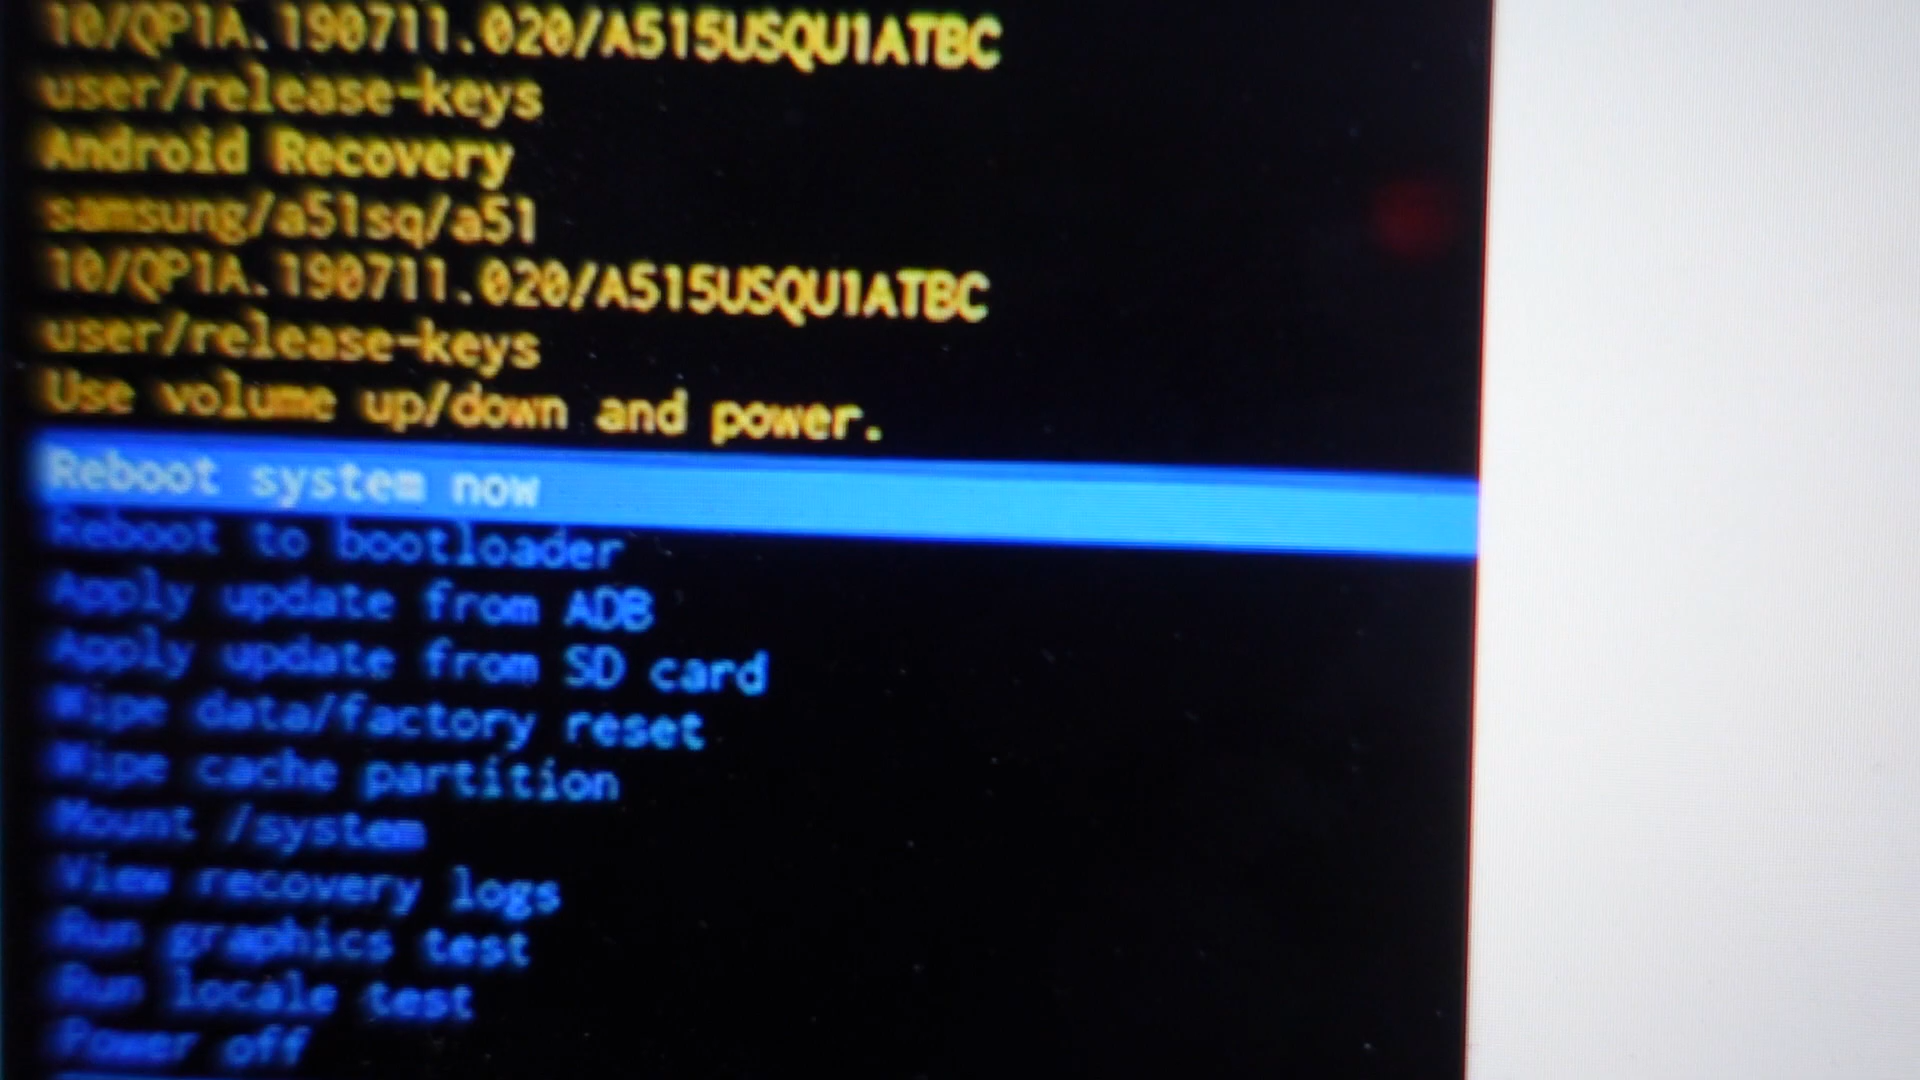 10/QP1A.190711.020/A515USQU1ATBC
user/release-keys
Android Recovery
samsung/a51sq/a51
10/QP1A.190711.020/A515USQU1ATBC
user/release-keys
Use volume up/down and power.
Reboot system now
Reboot to bootloader
Apply update from ADB
Apply update from SD card
Wipe data/factory reset
Wipe cache partition
Mount /system
View recovery logs
Run graphics test
Run locale test
Power off